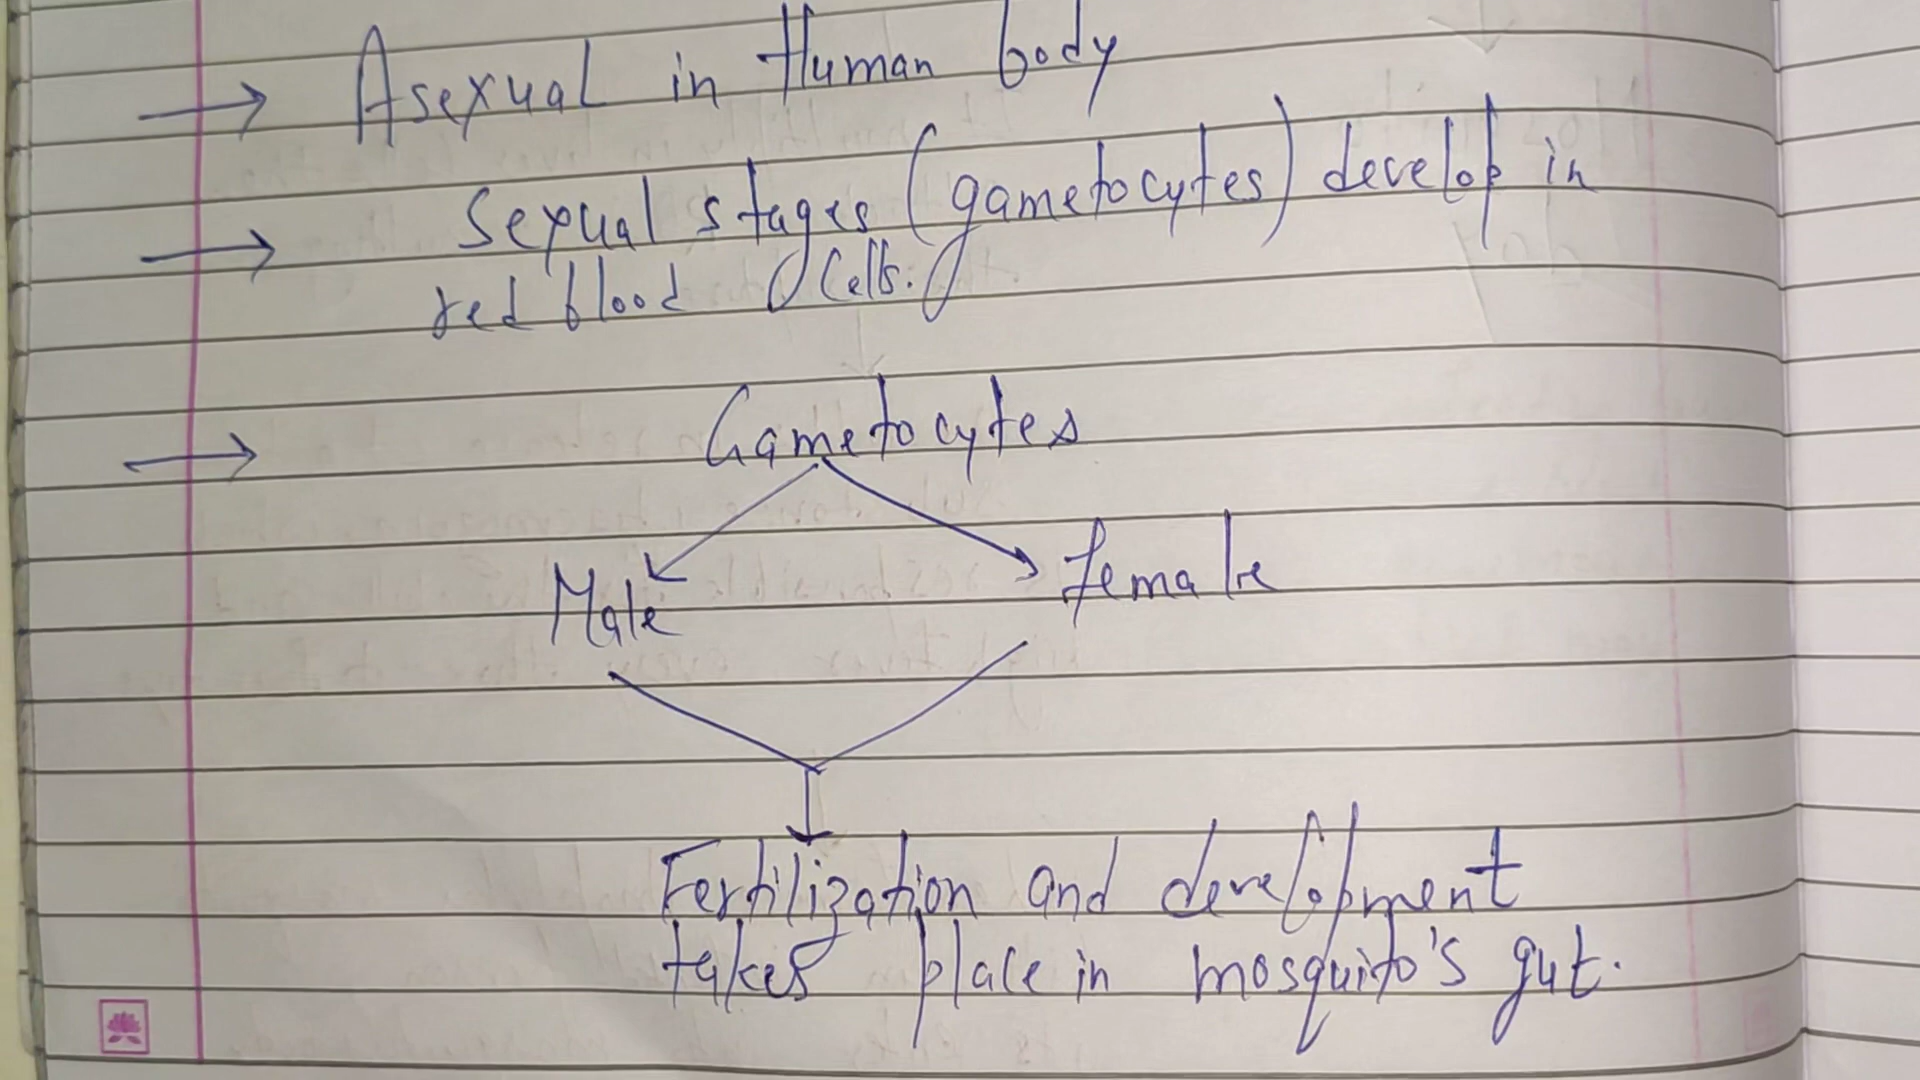 → Asexual in Human body
→ Sexual stages (gametocytes) develop in
red blood Cells.
→ Gametocytes
Male female
Fertilization and development
takes place in mosquito's gut.